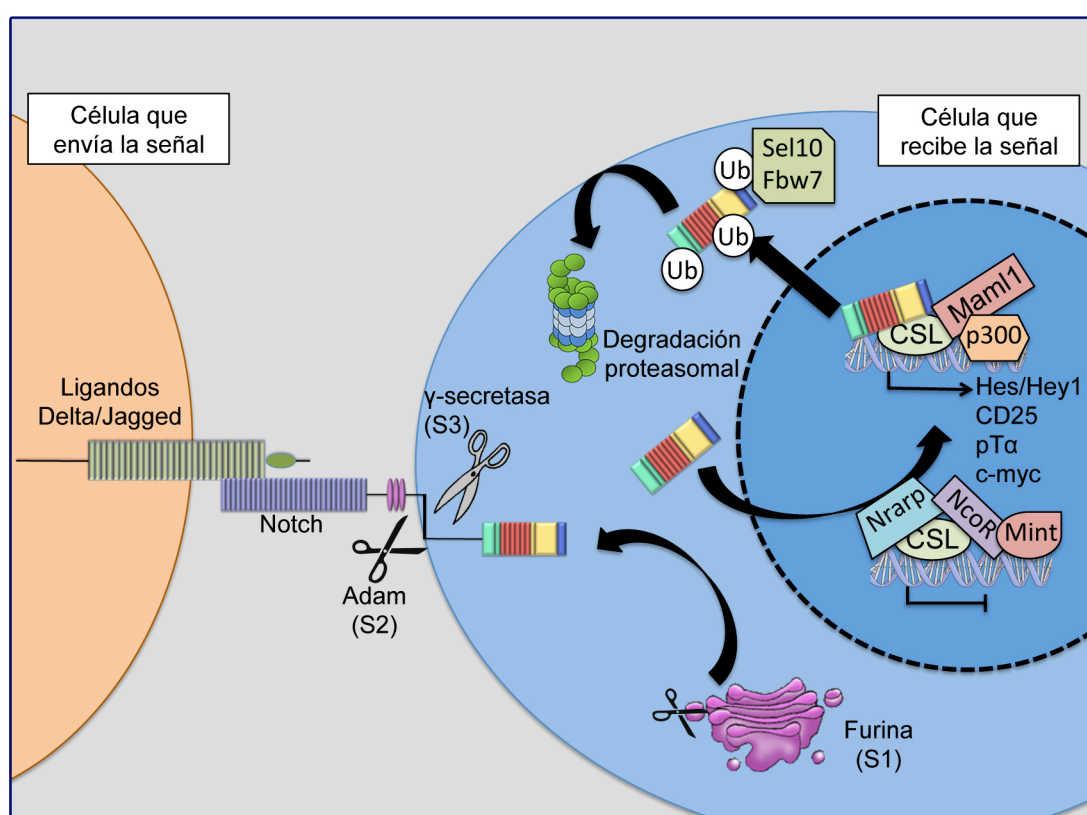 Célula que
envía la señal
Célula que
recibe la señal
Sel10
Fbw7
Ub
Ub
Ub
Maml1
CSL
p300
Degradación
proteasomal
Hes/Hey1
CD25
pTα
c-myc
Ligandos
Delta/Jagged
γ-secretasa
(S3)
Notch
Nrarp
CSL
NcoR
Mint
Adam
(S2)
Furina
(S1)